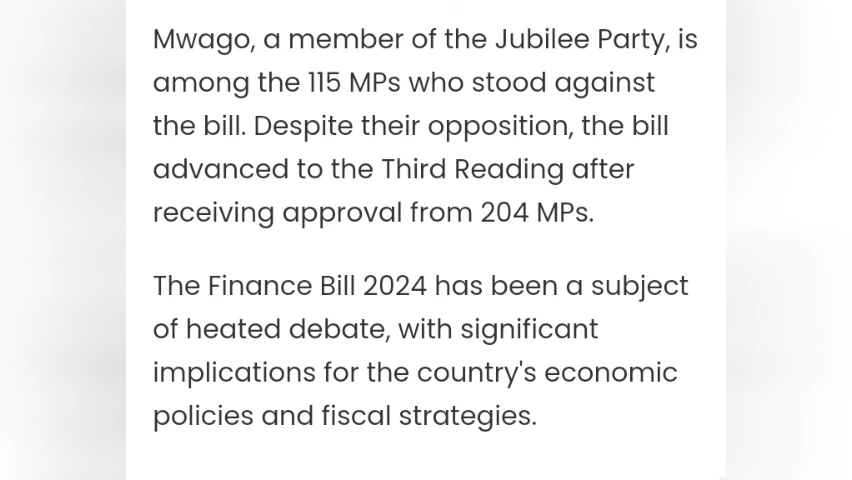 Mwago, a member of the Jubilee Party, is
among the 115 MPs who stood against
the bill. Despite their opposition, the bill
advanced to the Third Reading after
receiving approval from 204 MPs.
The Finance Bill 2024 has been a subject
of heated debate, with significant
implications for the country's economic
policies and fiscal strategies.